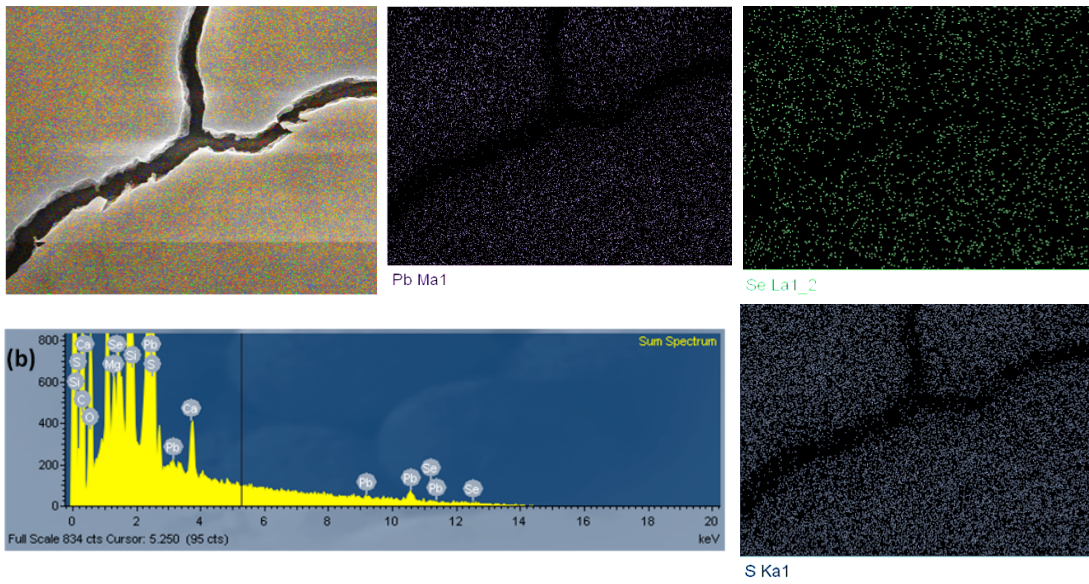 Pb Ma1
Se La1_2
(b)
Sum Spectrum
800
600
400
200
0
Ca
Se
Pb
S
Mg
Si
S
Si
C
O
Pb
Ca
Pb
Pb
Se
Pb
Se
0 2 4 6 8 10 12 14 16 18 20
Full Scale 834 cts Cursor: 5.250 (95 cts) keV
S Ka1